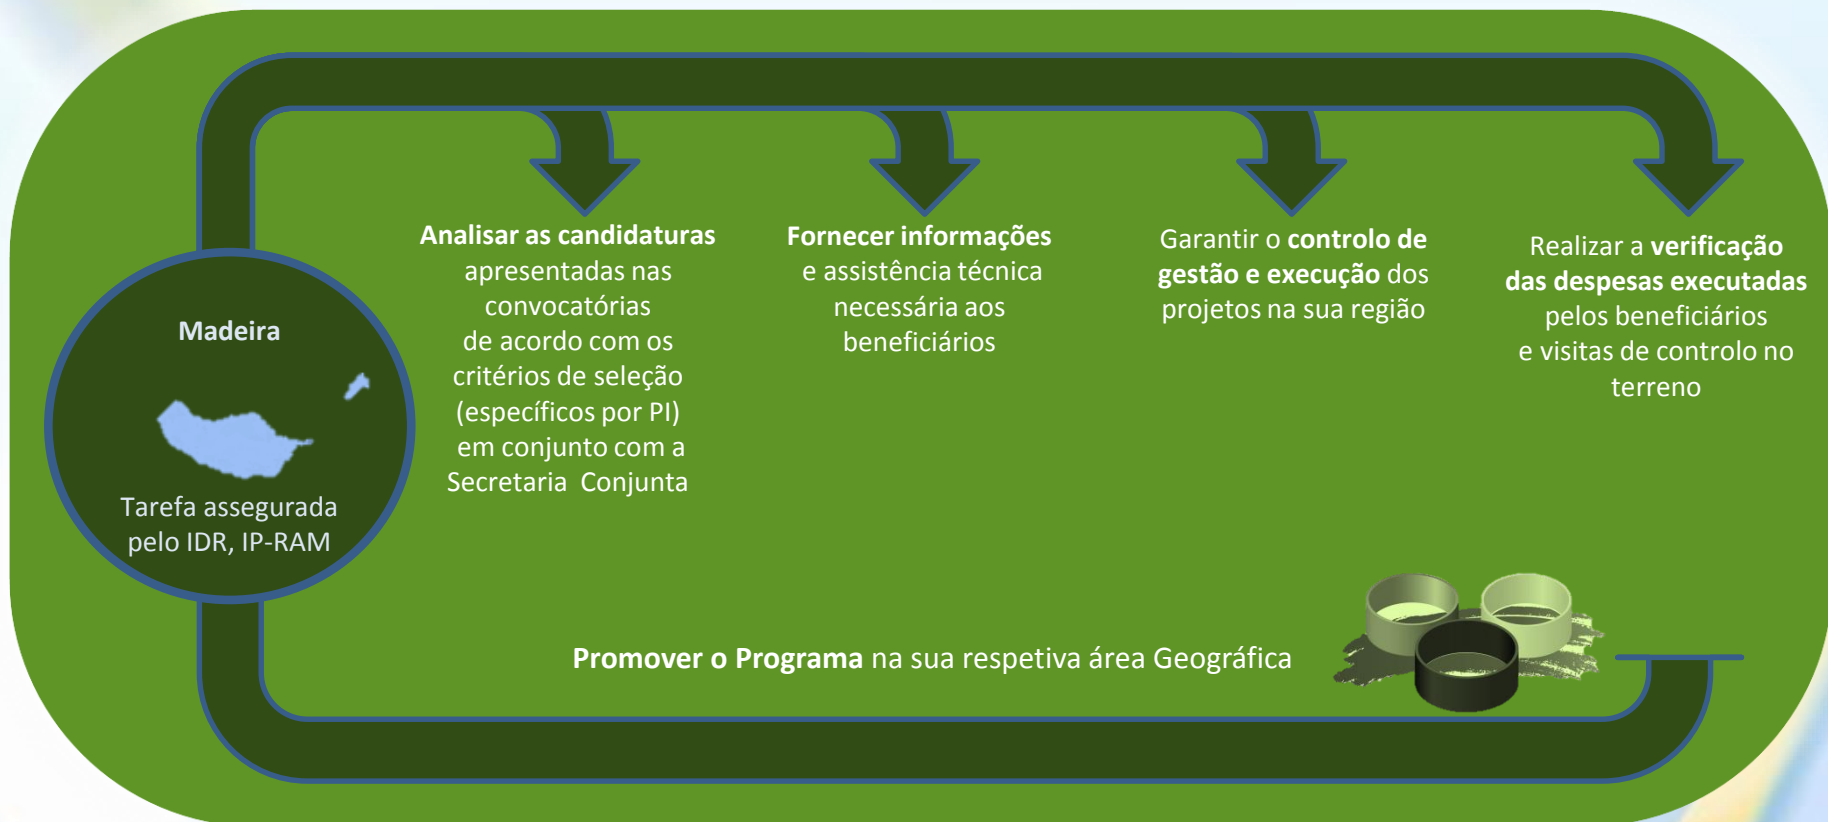 Madeira
Tarefa assegurada
pelo IDR, IP-RAM
Analisar as candidaturas
apresentadas nas
convocatórias
de acordo com os
critérios de seleção
(específicos por PI)
em conjunto com a
Secretaria Conjunta
Fornecer informações
e assistência técnica
necessária aos
beneficiários
Garantir o controlo de
gestão e execução dos
projetos na sua região
Realizar a verificação
das despesas executadas
pelos beneficiários
e visitas de controlo no
terreno
Promover o Programa na sua respetiva área Geográfica